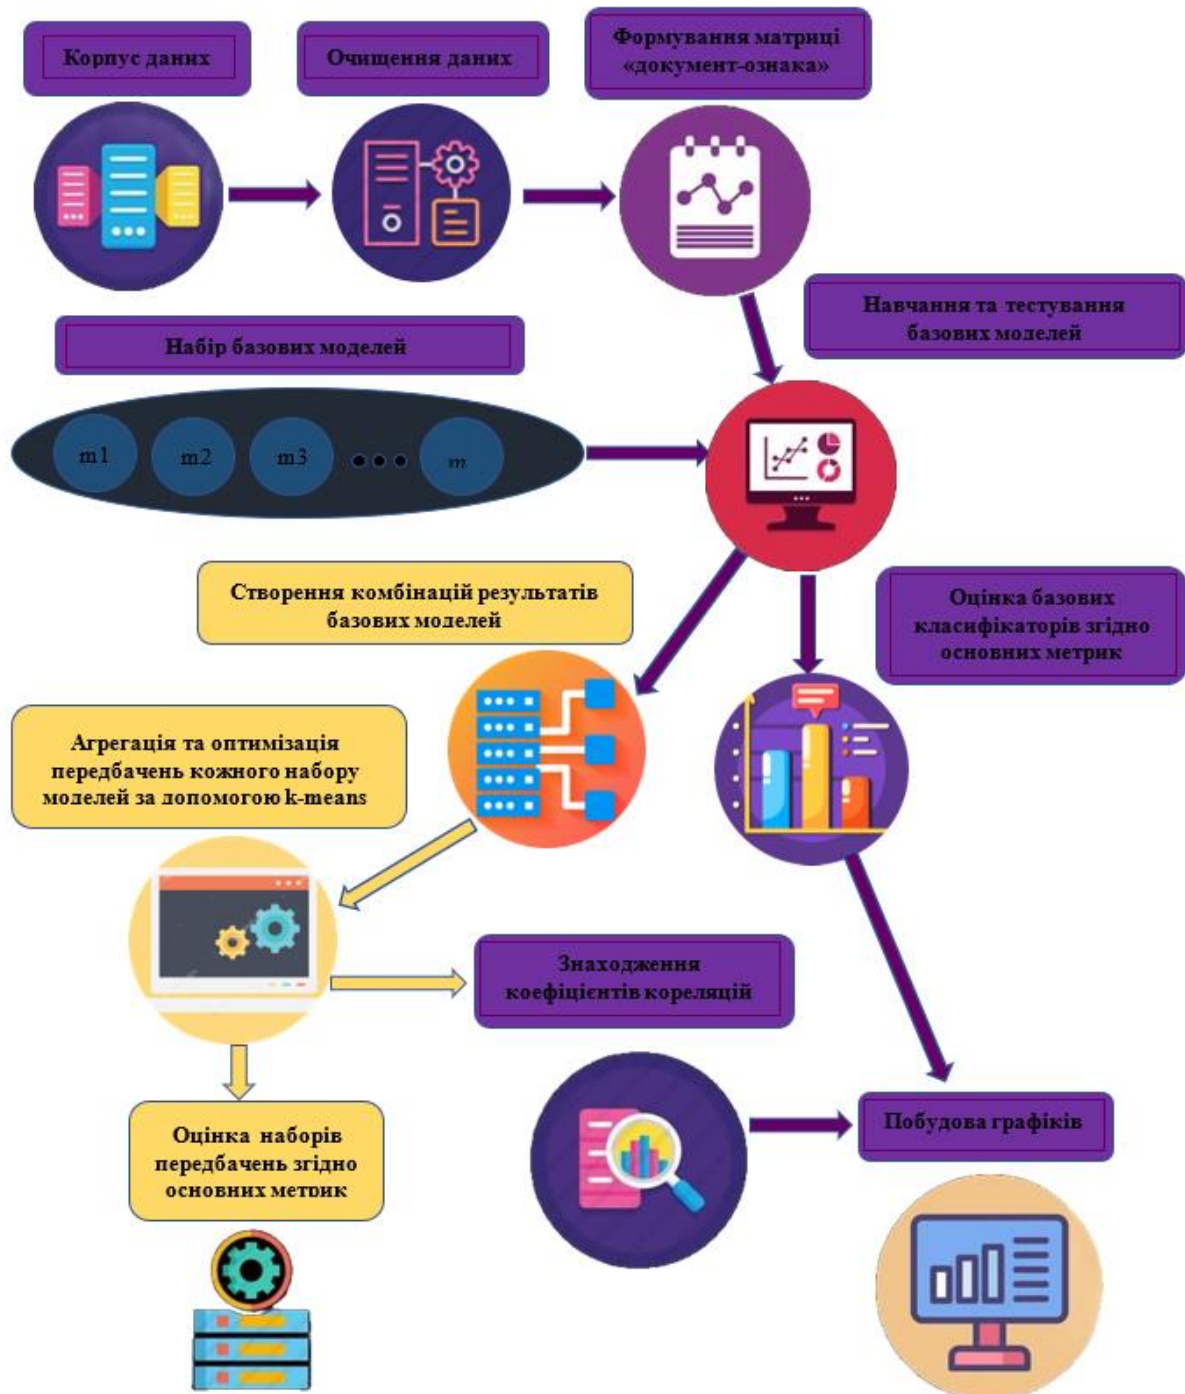 Корпус даних
Очищення даних
Формування матриці
«документ-ознака»
Навчання та тестування
базових моделей
Набір базових моделей
m1
m2
m3
m
Створення комбінацій результатів
базових моделей
Оцінка базових
класифікаторів згідно
основних метрик
Агрегація та оптимізація
передбачень кожного набору
моделей за допомогою k-means
Знаходження
коефіцієнтів кореляцій
Оцінка наборів
передбачень згідно
основних метрик
Побудова графіків